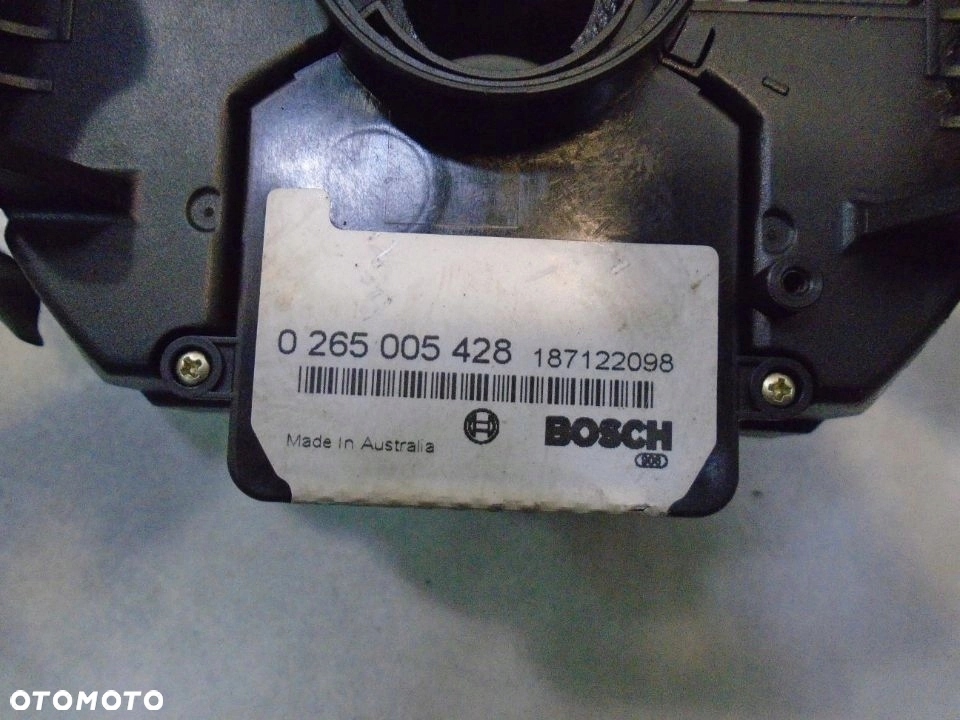 0 265 005 428 187122098
Made In Australia BOSCH
OTOMOTO